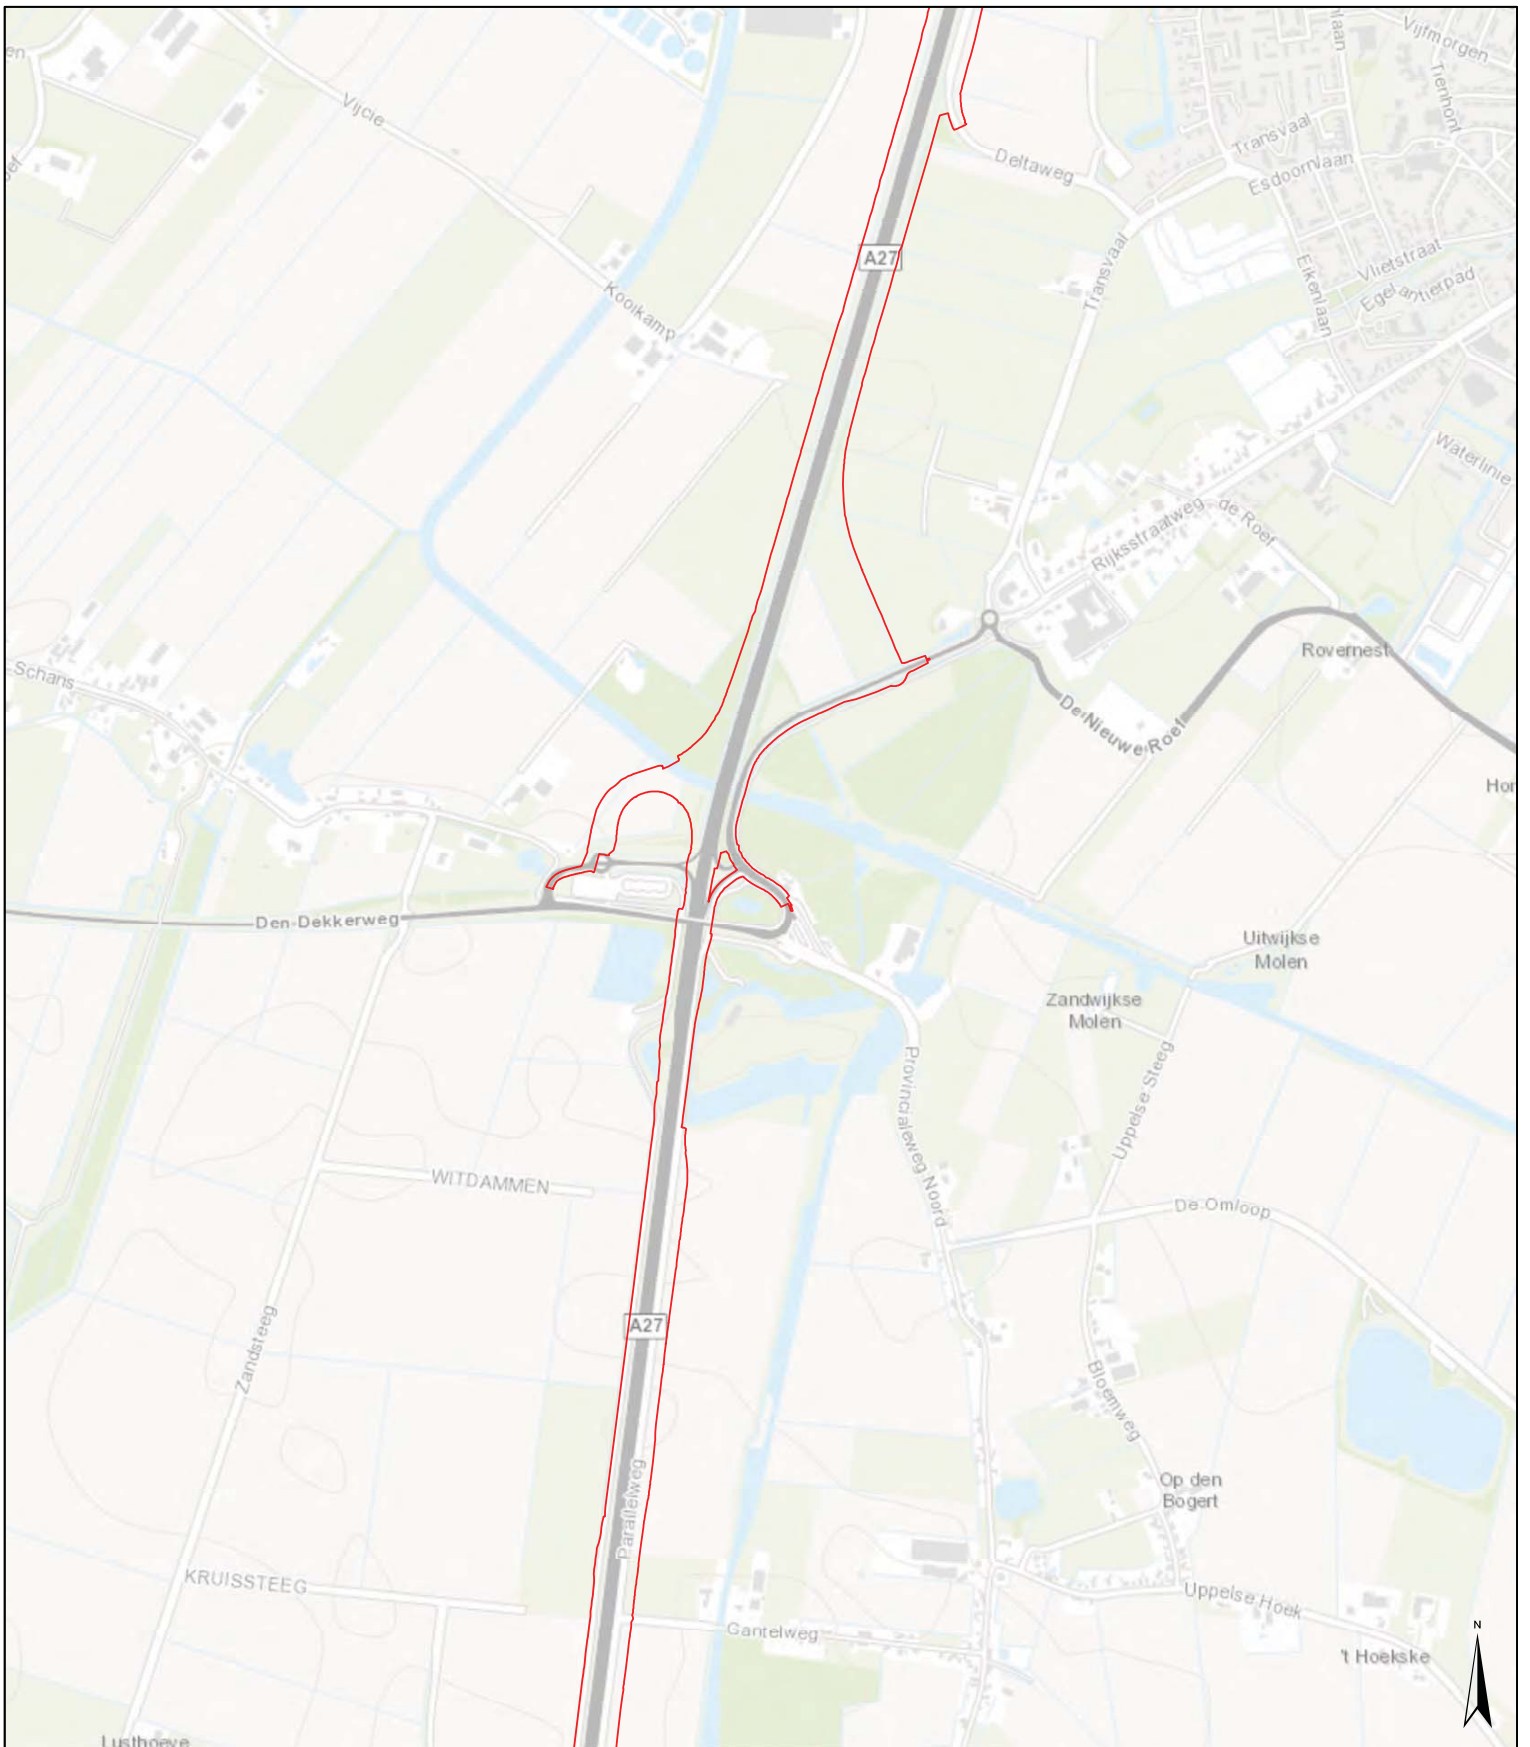 Vijfmorgen
Tienhont
Vijcie
Transvaal
Esdoornlaan
Deltaweg
A27
Transvaal
Eikenlaan
Vlietstraat
Egelantierpad
Kooikamp
Waterlinie
de Roef
Rijksstraatweg
Rovernest
Schans
De Nieuwe Roef
Den Dekkerweg
Uitwijkse
Molen
Zandwijkse
Molen
Uppelse Steeg
Provincialeweg Noord
WITDAMMEN
De Omloop
Zandsteeg
A27
Bloemweg
Op den
Bogert
Parallelweg
KRUISSTEEG
Uppelse Hoek
Gantelweg
N
't Hoekske
Lusthoeve